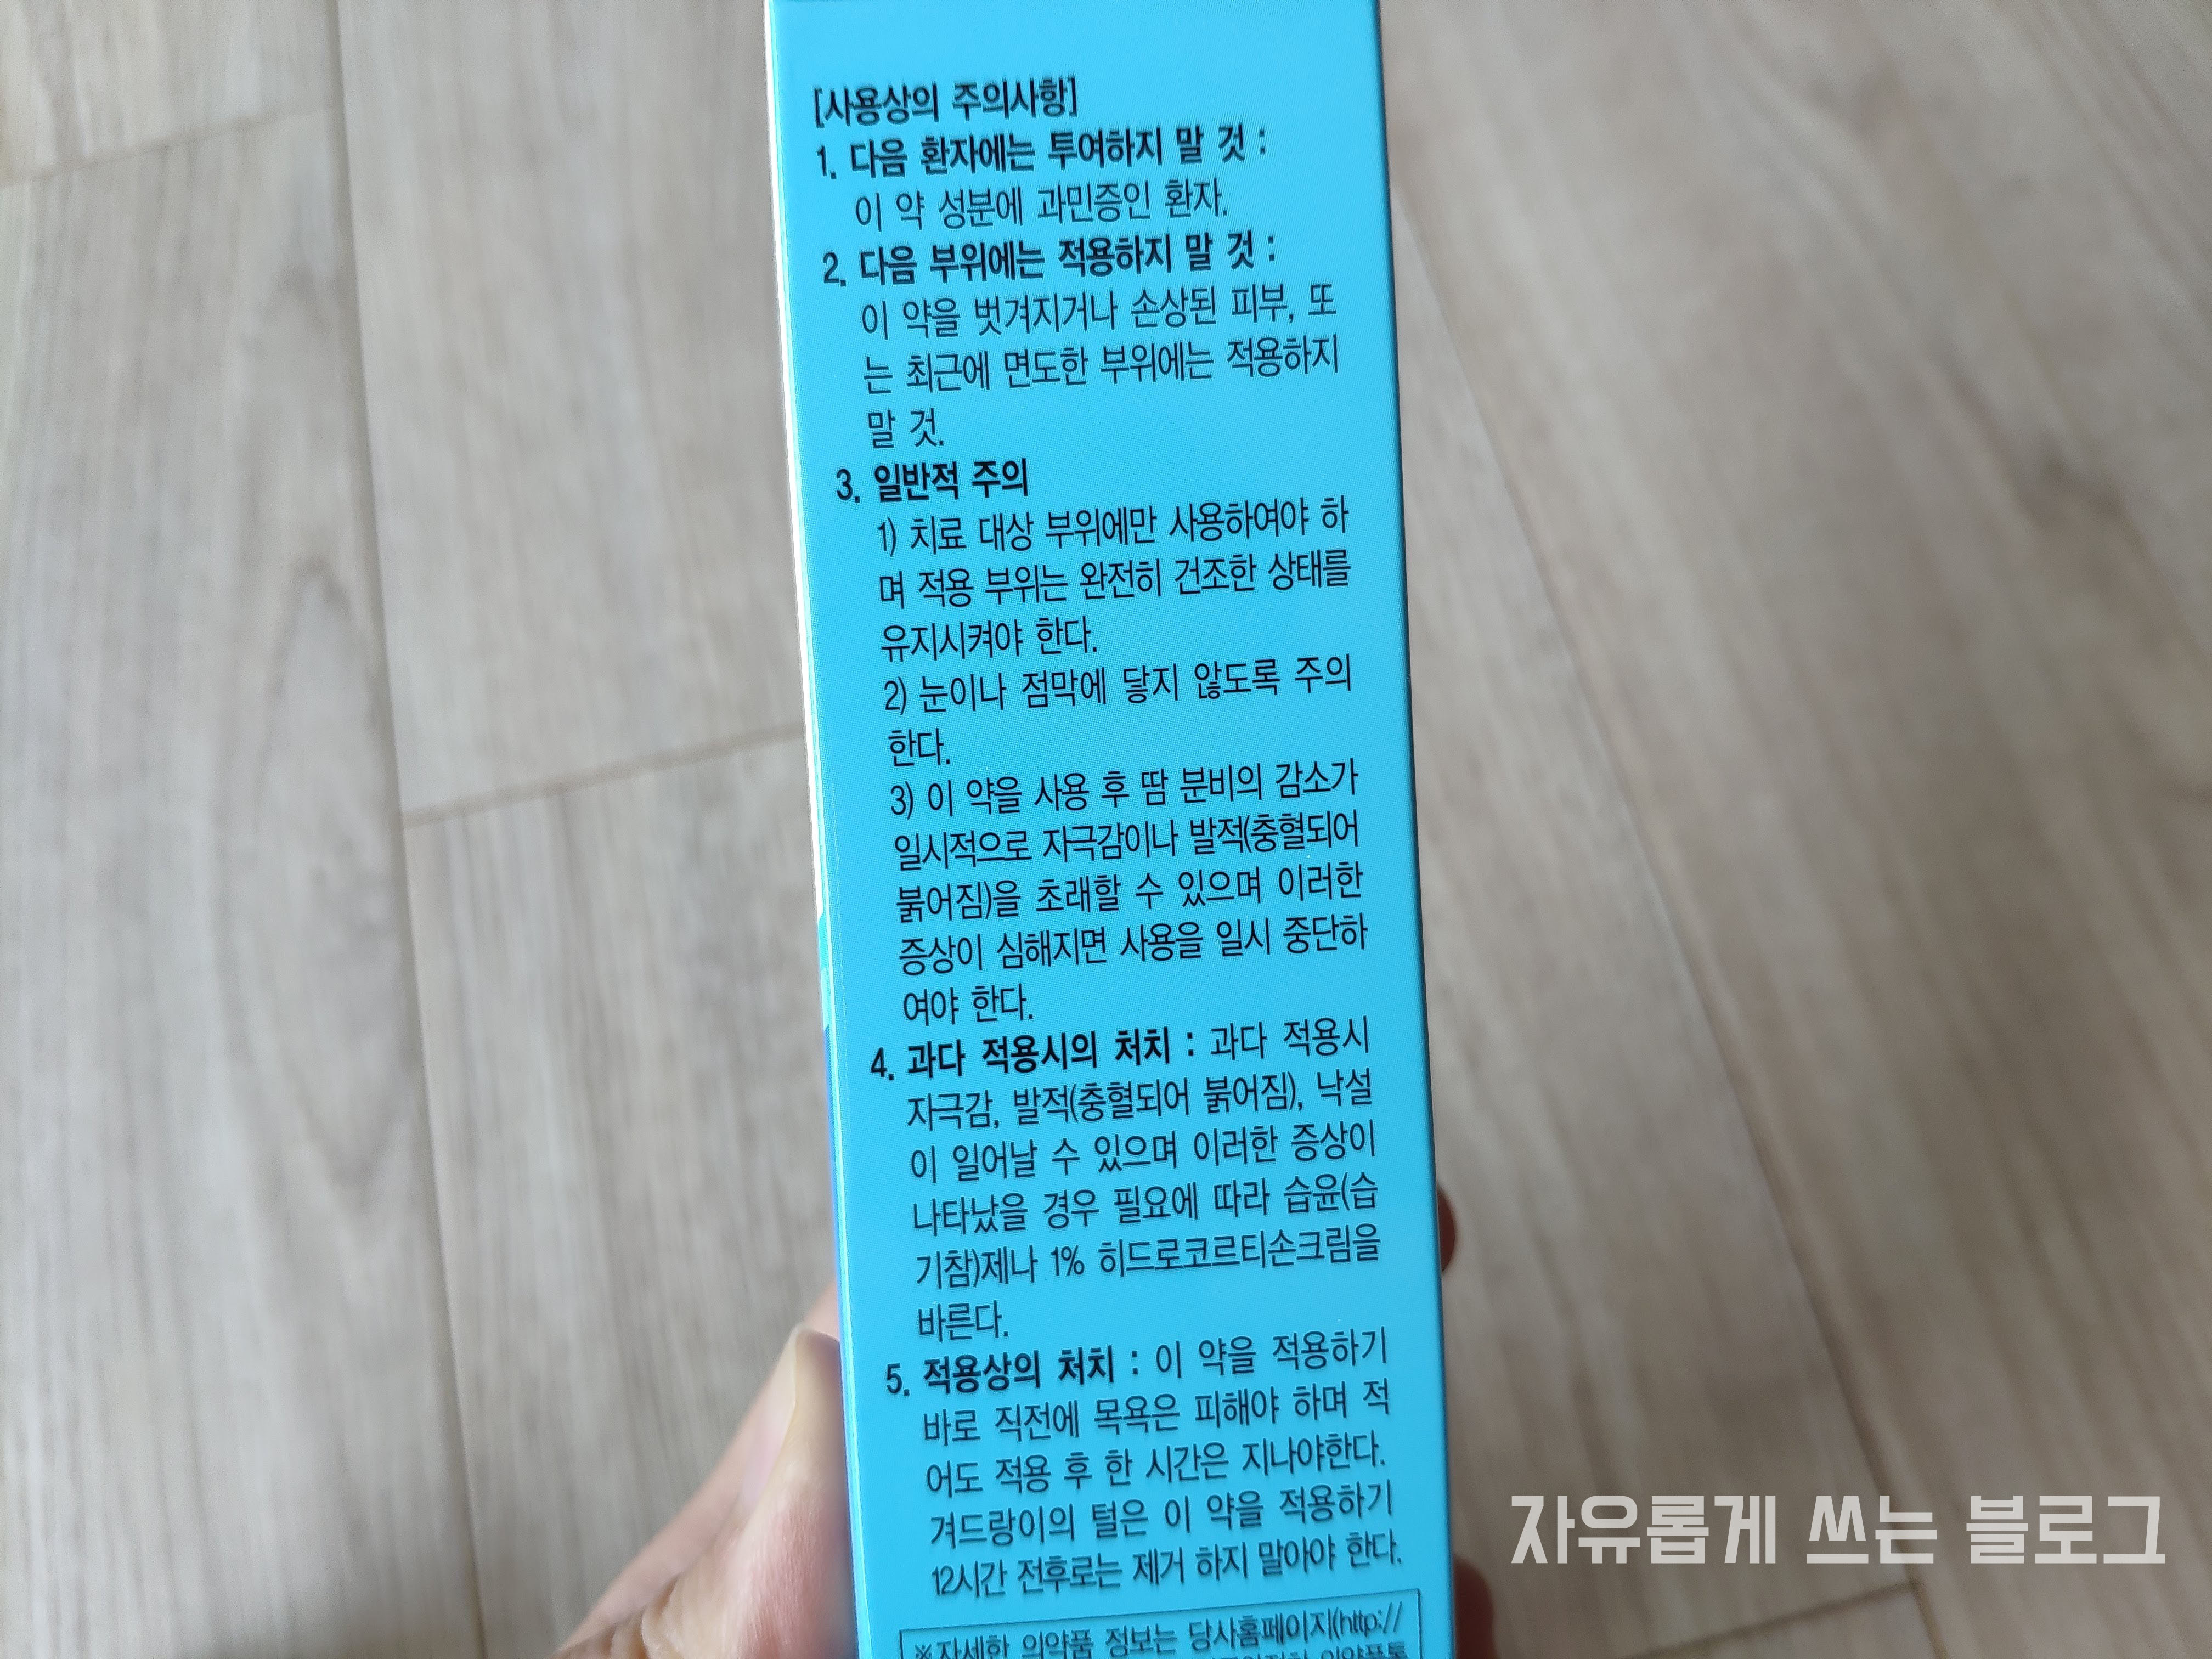 [사용상의 주의사항]
1. 다음 환자에는 투여하지 말 것 :
이 약 성분에 과민증인 환자.
2. 다음 부위에는 적용하지 말 것 :
이 약을 벗겨지거나 손상된 피부, 또
는 최근에 면도한 부위에는 적용하지
말 것.
3. 일반적 주의
1) 치료 대상 부위에만 사용하여야 하
며 적용 부위는 완전히 건조한 상태를
유지시켜야 한다.
2) 눈이나 점막에 닿지 않도록 주의
한다.
3) 이 약을 사용 후 땀 분비의 감소가
일시적으로 자극감이나 발적(충혈되어
붉어짐)을 초래할 수 있으며 이러한
증상이 심해지면 사용을 일시 중단하
여야 한다.
4. 과다 적용시의 처치 : 과다 적용시
자극감, 발적(충혈되어 붉어짐), 낙설
이 일어날 수 있으며 이러한 증상이
나타났을 경우 필요에 따라 습윤(습
기참)제나 1% 히드로코르티손크림을
바른다.
5. 적용상의 처치 : 이 약을 적용하기
바로 직전에 목욕은 피해야 하며 적
어도 적용 후 한 시간은 지나야한다.
겨드랑이의 털은 이 약을 적용하기
12시간 전후로는 제거 하지 말아야 한다.
※자세한 의약품 정보는 당사홈페이지(http://
자유롭게 쓰는 블로그